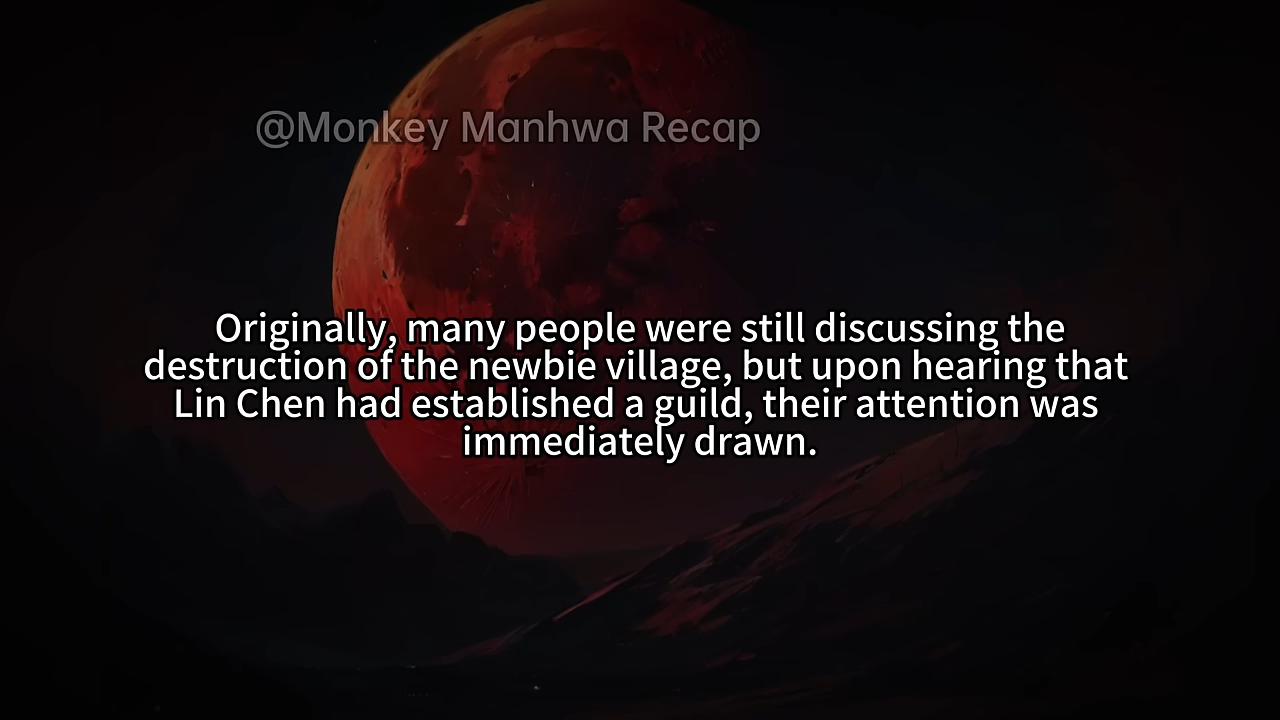 @Monkey Manhwa Recap
Originally, many people were still discussing the
destruction of the newbie village, but upon hearing that
Lin Chen had established a guild, their attention was
immediately drawn.